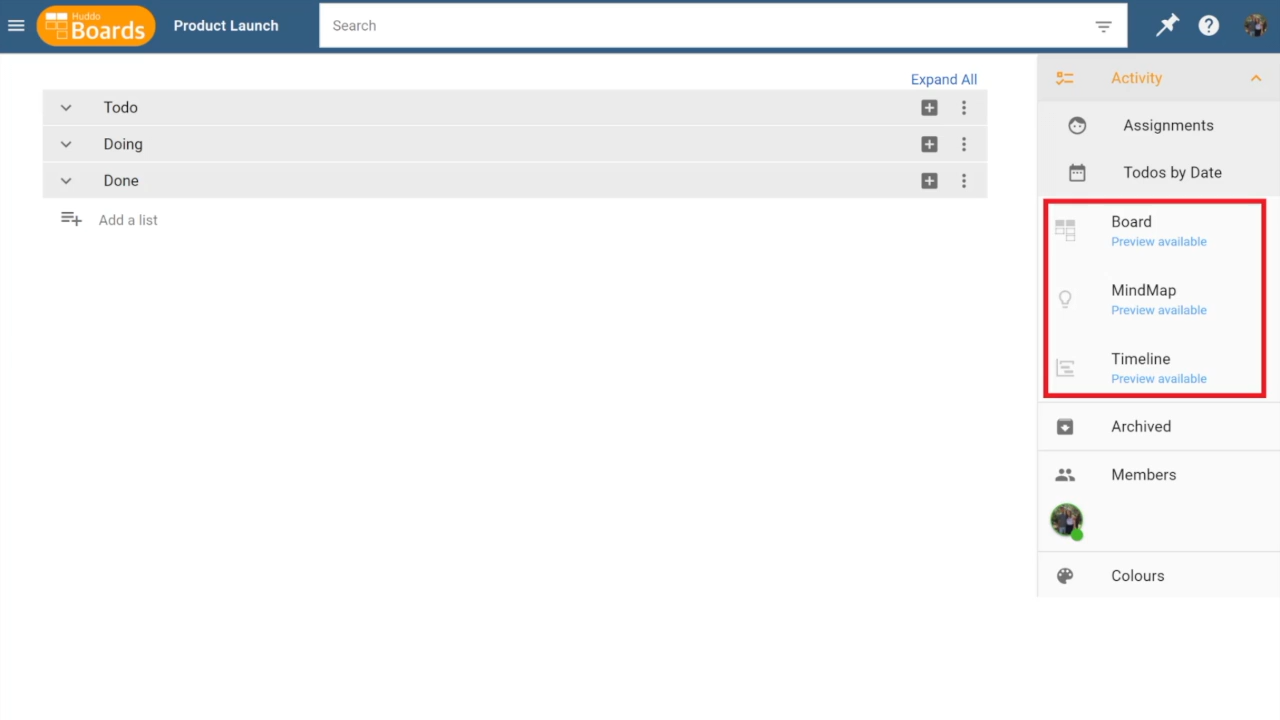 Huddo
Boards
Product Launch
Search
Expand All
Todo
Doing
Done
Add a list
Activity
Assignments
Todos by Date
Board
Preview available
MindMap
Preview available
Timeline
Preview available
Archived
Members
Colours